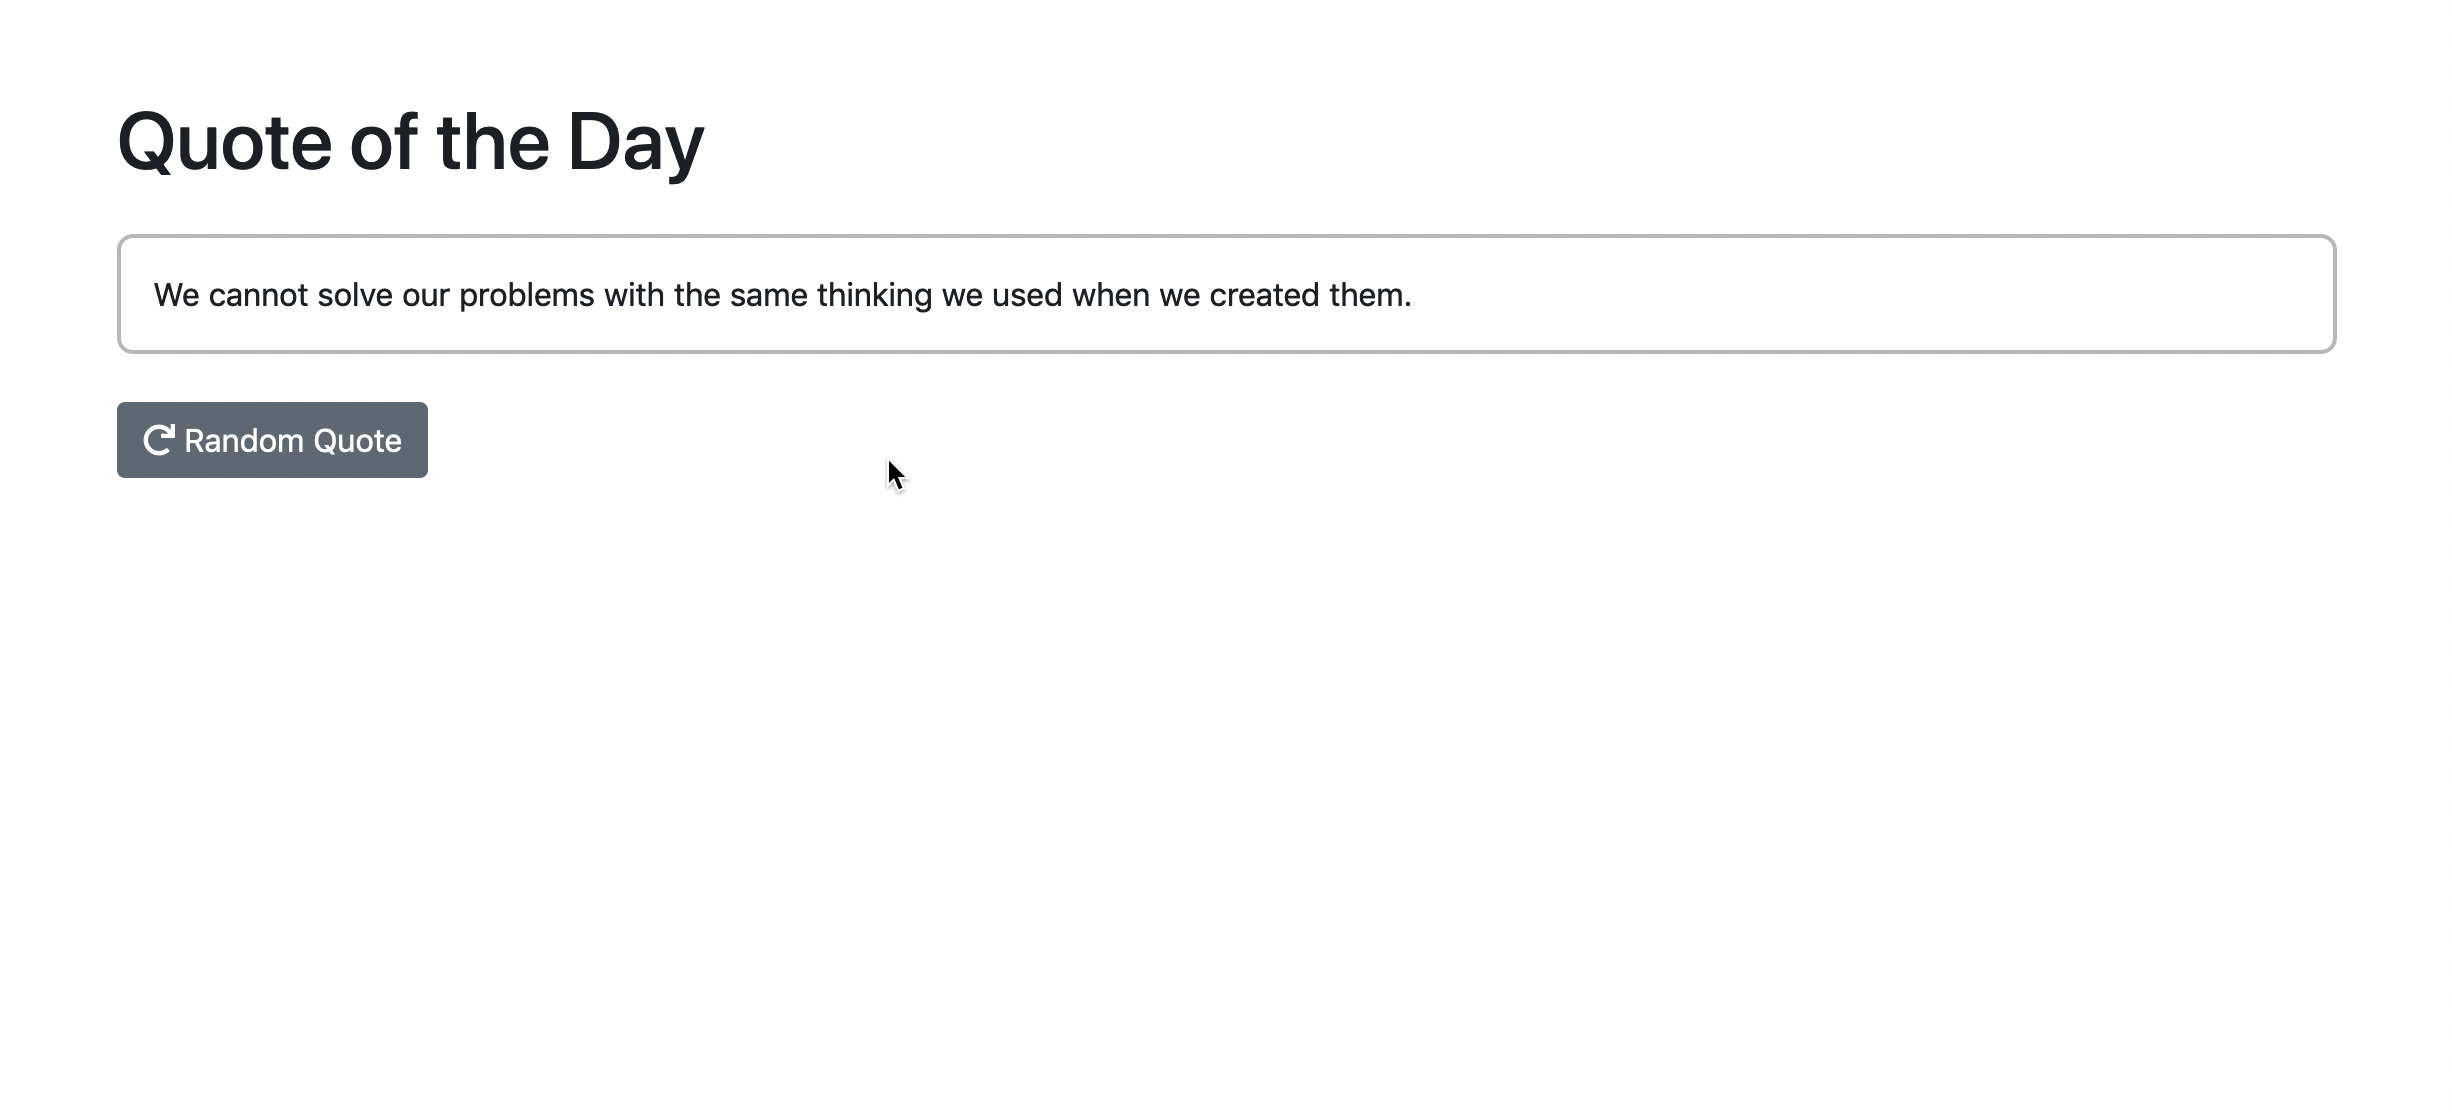 Quote of the Day
We cannot solve our problems with the same thinking we used when we created them.
Random Quote